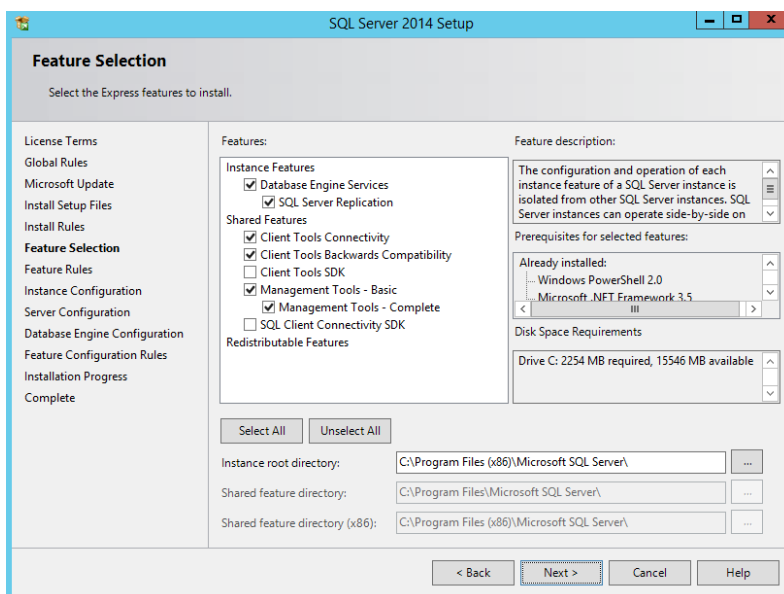 SQL Server 2014 Setup
Feature Selection
Select the Express features to install.
License Terms
Global Rules
Microsoft Update
Install Setup Files
Install Rules
Feature Selection
Feature Rules
Instance Configuration
Server Configuration
Database Engine Configuration
Feature Configuration Rules
Installation Progress
Complete
Features:
Instance Features
Database Engine Services
SQL Server Replication
Shared Features
Client Tools Connectivity
Client Tools Backwards Compatibility
Client Tools SDK
Management Tools - Basic
Management Tools - Complete
SQL Client Connectivity SDK
Redistributable Features
Feature description:
The configuration and operation of each
instance feature of a SQL Server instance is
isolated from other SQL Server instances. SQL
Server instances can operate side-by-side on
Prerequisites for selected features:
Already installed:
Windows PowerShell 2.0
Microsoft .NET Framework 3.5
Disk Space Requirements
Drive C: 2254 MB required, 15546 MB available
Select All
Unselect All
Instance root directory:
C:\Program Files (x86)\Microsoft SQL Server\
...
Shared feature directory:
C:\Program Files\Microsoft SQL Server\
...
Shared feature directory (x86):
C:\Program Files (x86)\Microsoft SQL Server\
...
< Back
Next >
Cancel
Help